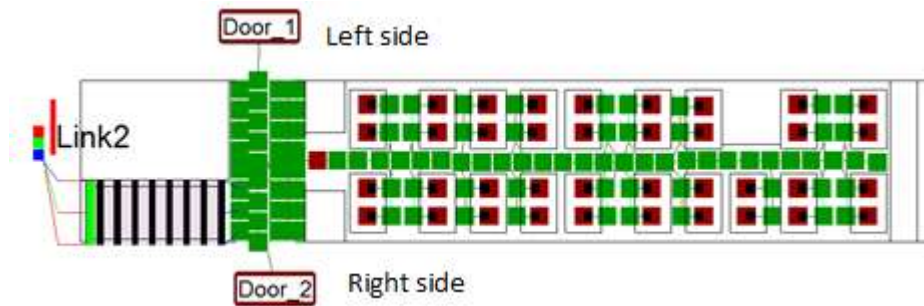 Door_1
Left side
Link2
Right side
Door_2